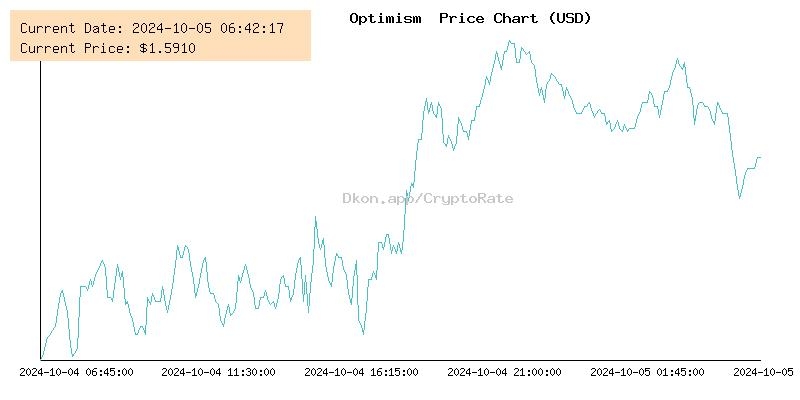 Optimism Price Chart (USD)
Current Date: 2024-10-05 06:42:17
Current Price: $1.5910
Dkon.app/CryptoRate
2024-10-04 06:45:00 2024-10-04 11:30:00 2024-10-04 16:15:00 2024-10-04 21:00:00 2024-10-05 01:45:00 2024-10-05